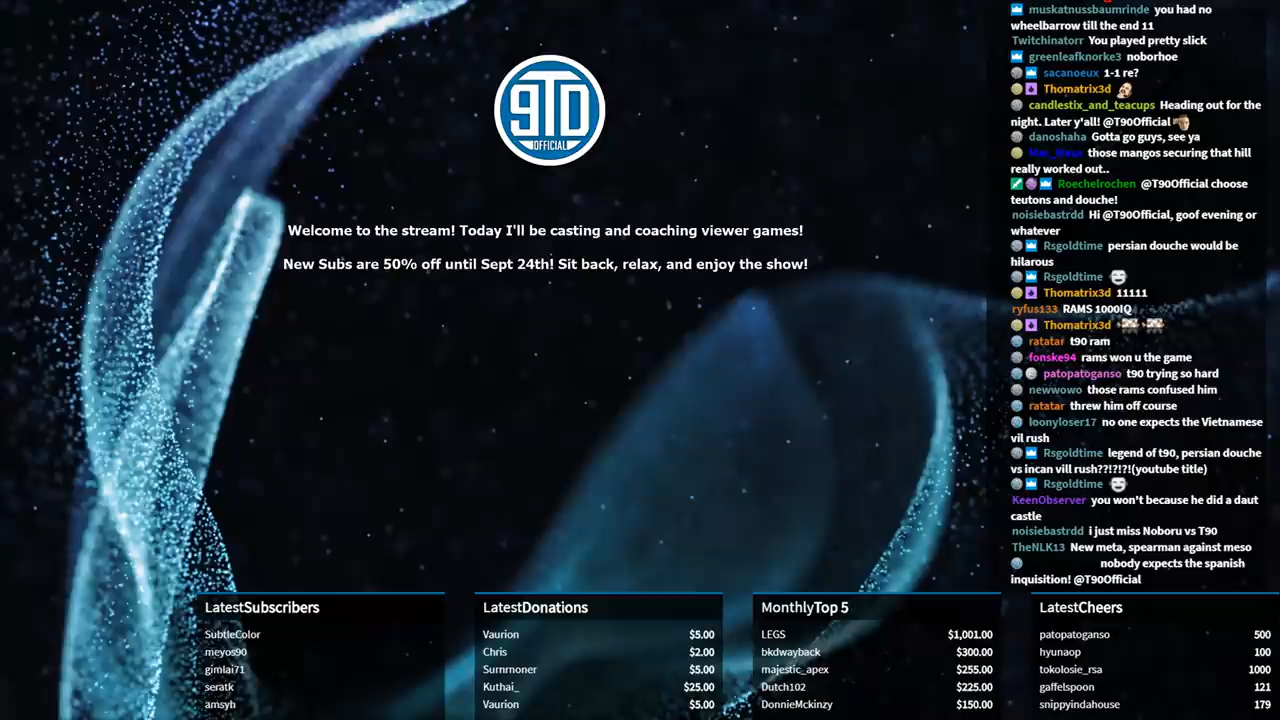 9TD
OFFICIAL
Welcome to the stream! Today I'll be casting and coaching viewer games!
New Subs are 50% off until Sept 24th! Sit back, relax, and enjoy the show!
muskatnussbaumrinde you had no
wheelbarrow till the end 11
Twitchinatorr You played pretty slick
greenleafknorke3 noborhoe
sacanoeux 1-1 re?
Thomatrix3d
candlestix_and_teacups Heading out for the
night. Later y'all! @T90Official
danoshaha Gotta go guys, see ya
those mangos securing that hill
really worked out..
Roechelrochen @T90Official choose
teutons and douche!
noisiebastrdd Hi @T90Official, goof evening or
whatever
Rsgoldtime persian douche would be
hilarous
Rsgoldtime
Thomatrix3d 11111
ryfus133 RAMS 1000IQ
Thomatrix3d
ratatar t90 ram
fonske94 rams won u the game
patopatoganso t90 trying so hard
newwowo those rams confused him
ratatar threw him off course
loonyloser17 no one expects the Vietnamese
vil rush
Rsgoldtime legend of t90, persian douche
vs incan vill rush??!?!?!(youtube title)
Rsgoldtime
KeenObserver you won't because he did a daut
castle
noisiebastrdd i just miss Noboru vs T90
TheNLK13 New meta, spearman against meso
nobody expects the spanish
inquisition! @T90Official
LatestSubscribers
SubtleColor
meyos90
gimlai71
seratk
amsyh
LatestDonations
Vaurion $5.00
Chris $2.00
Surnrnoner $5.00
Kuthai_ $25.00
Vaurion $5.00
MonthlyTop 5
LEGS $1,001.00
bkdwayback $300.00
majestic_apex $255.00
Dutch102 $225.00
DonnieMckinzy $150.00
LatestCheers
patopatoganso 500
hyunaop 100
tokolosie_rsa 1000
gaffelspoon 121
snippyindahouse 179